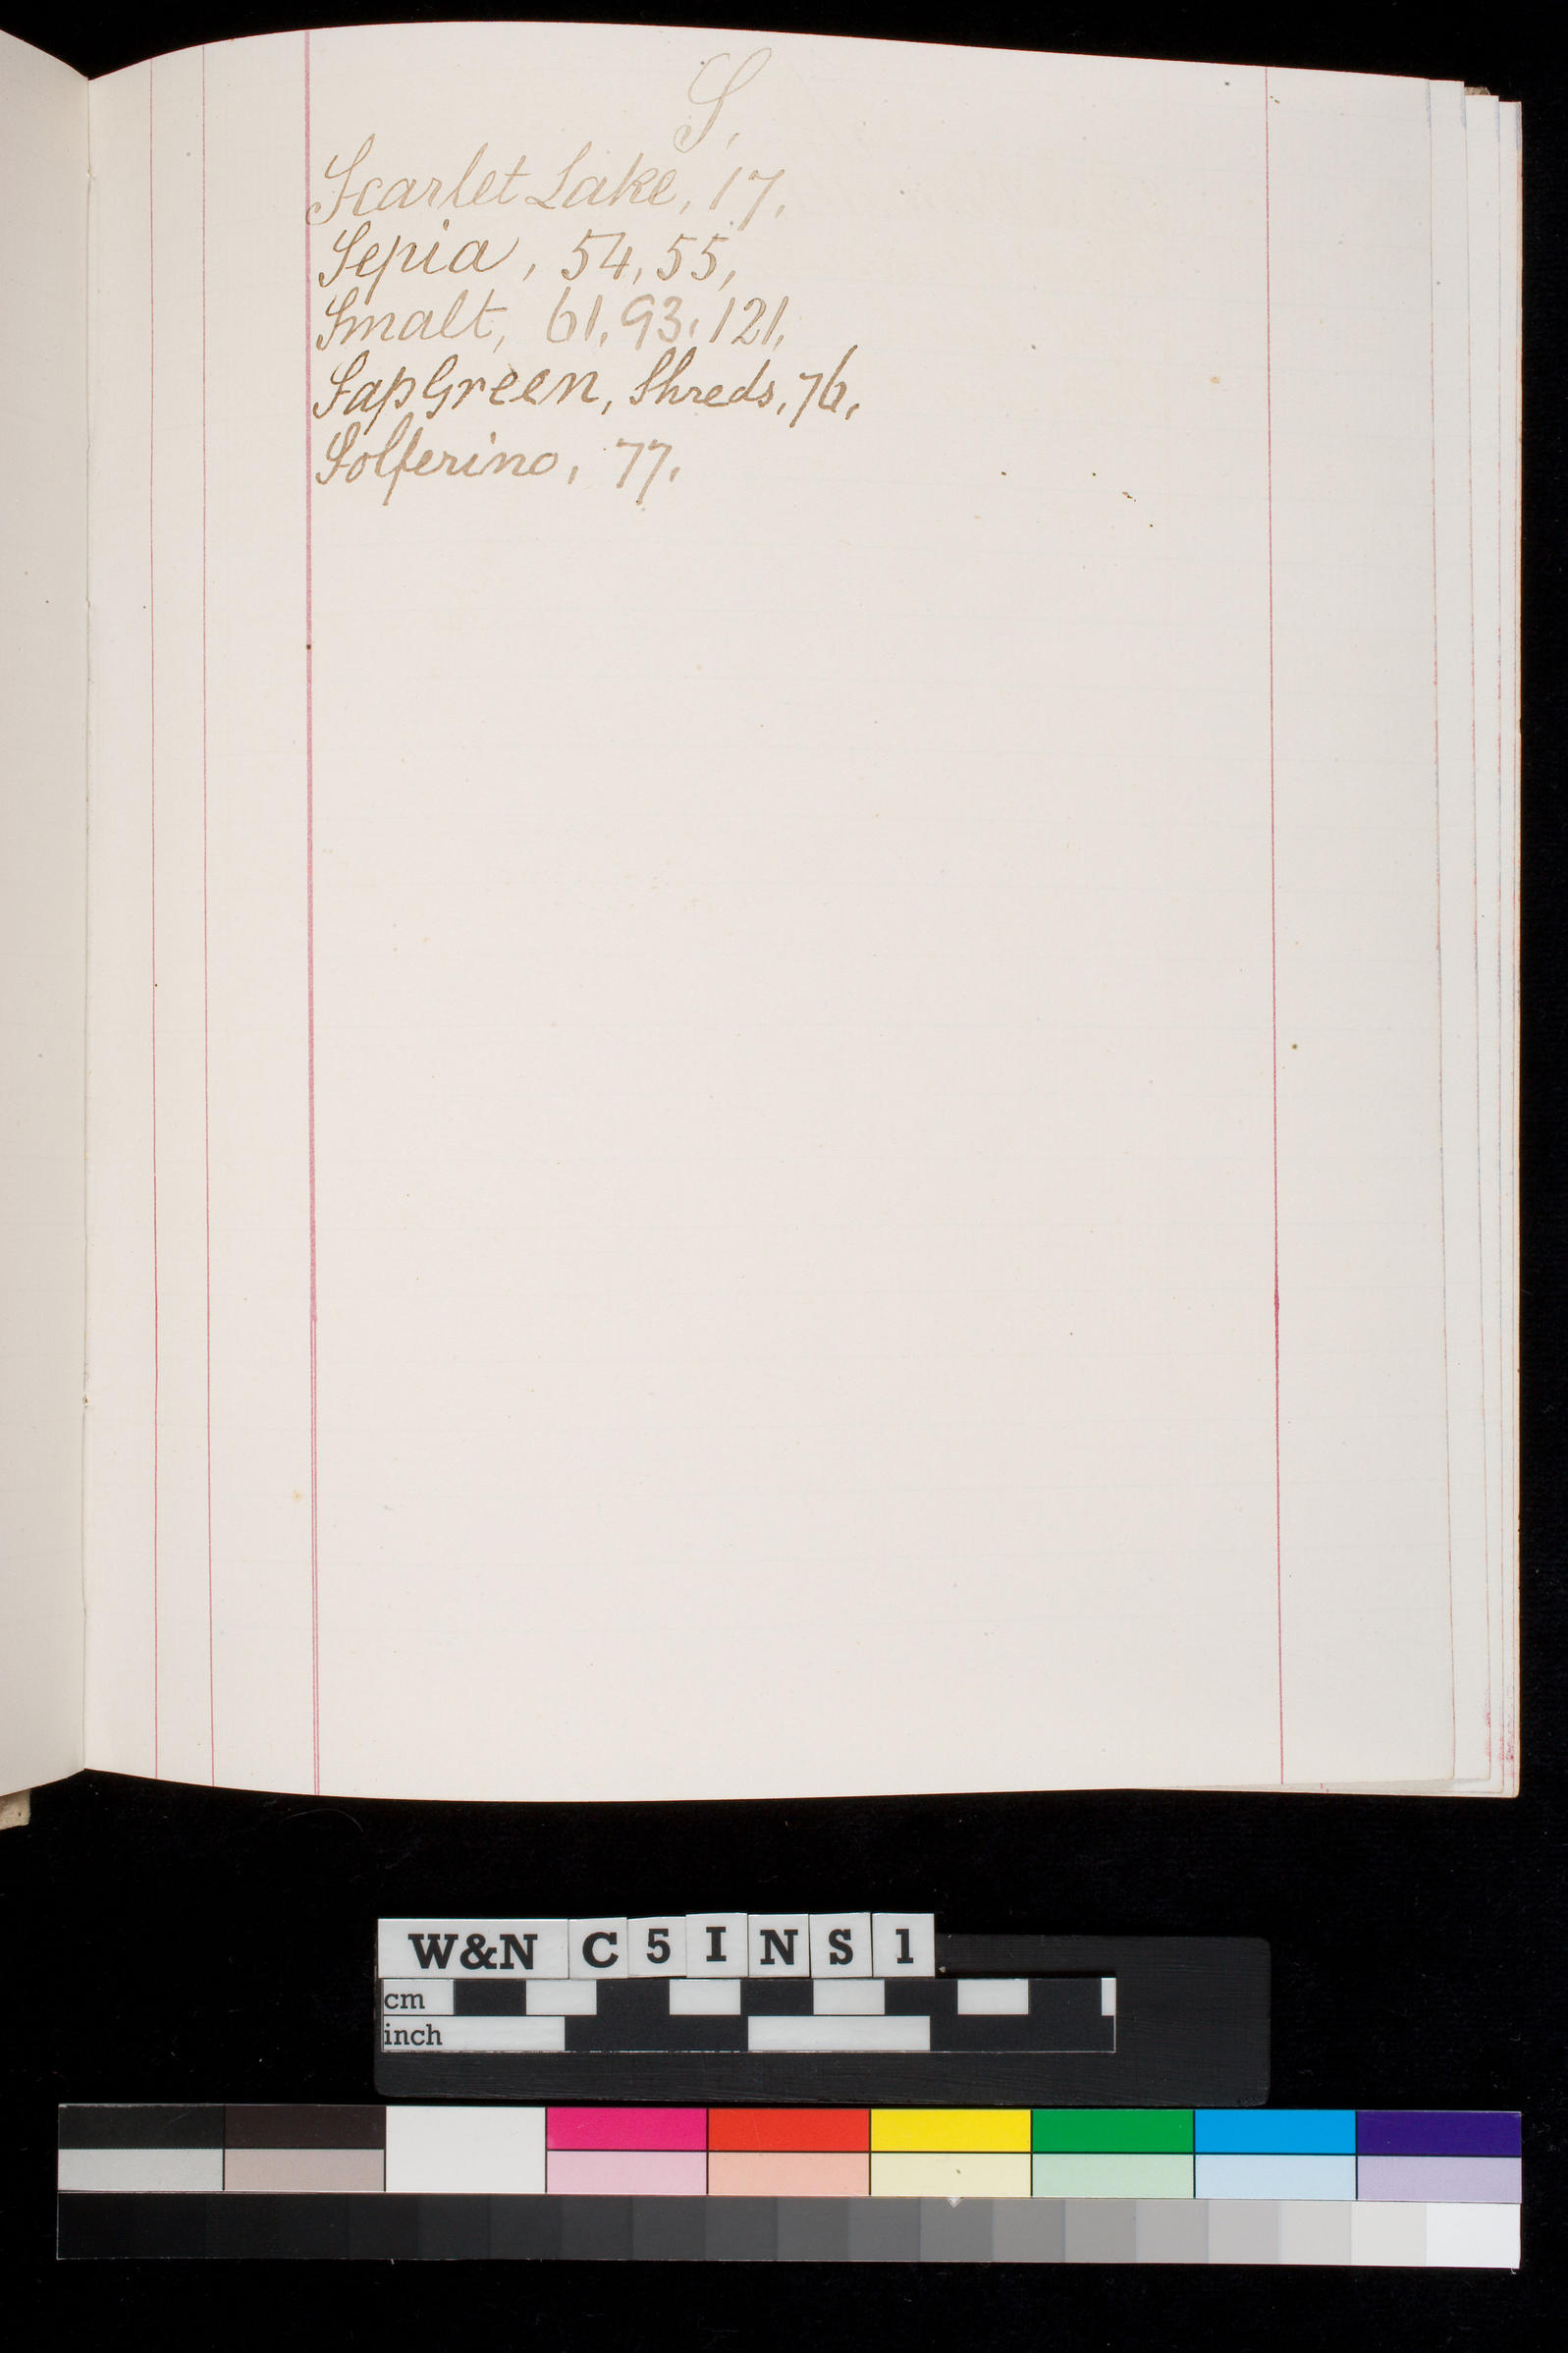 S,
Scarlet Lake, 17,
Sepia, 54, 55,
Smalt, 61, 93, 121,
Sap Green, Shreds, 76,
Solferino, 77,
W&N C 5 I N S 1
cm
inch